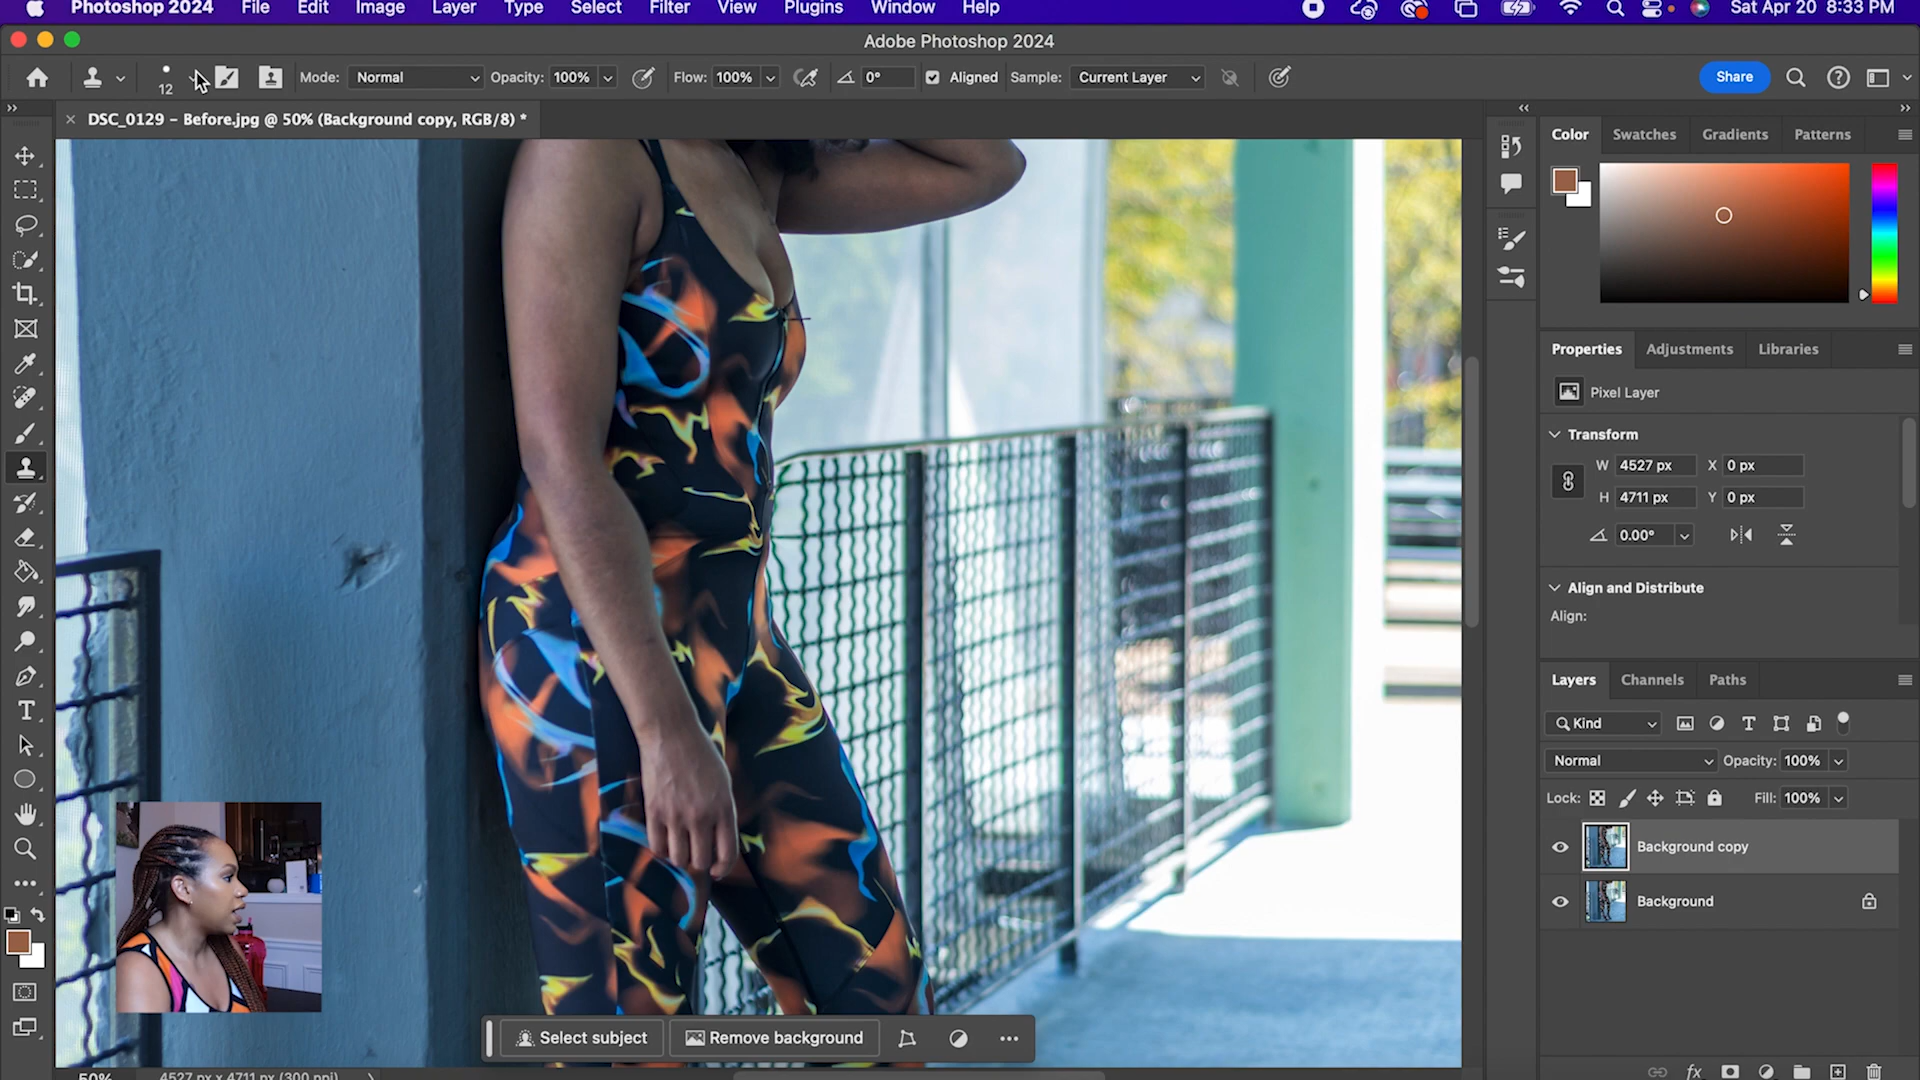 Photoshop 2024 File Edit Image Layer Type Select Filter View Plugins Window Help Sat Apr 20 8:33 PM
Adobe Photoshop 2024
12 Mode: Normal Opacity: 100% Flow: 100% 0° Aligned Sample: Current Layer Share
DSC_0129 – Before.jpg @ 50% (Background copy, RGB/8) *
Color Swatches Gradients Patterns
Properties Adjustments Libraries
Pixel Layer
Transform
W 4527 px X 0 px
H 4711 px Y 0 px
0.00°
Align and Distribute
Align:
Layers Channels Paths
Kind
Normal Opacity: 100%
Lock: Fill: 100%
Background copy
Background
Select subject Remove background
50% 4527 px x 4711 px (300 ppi)